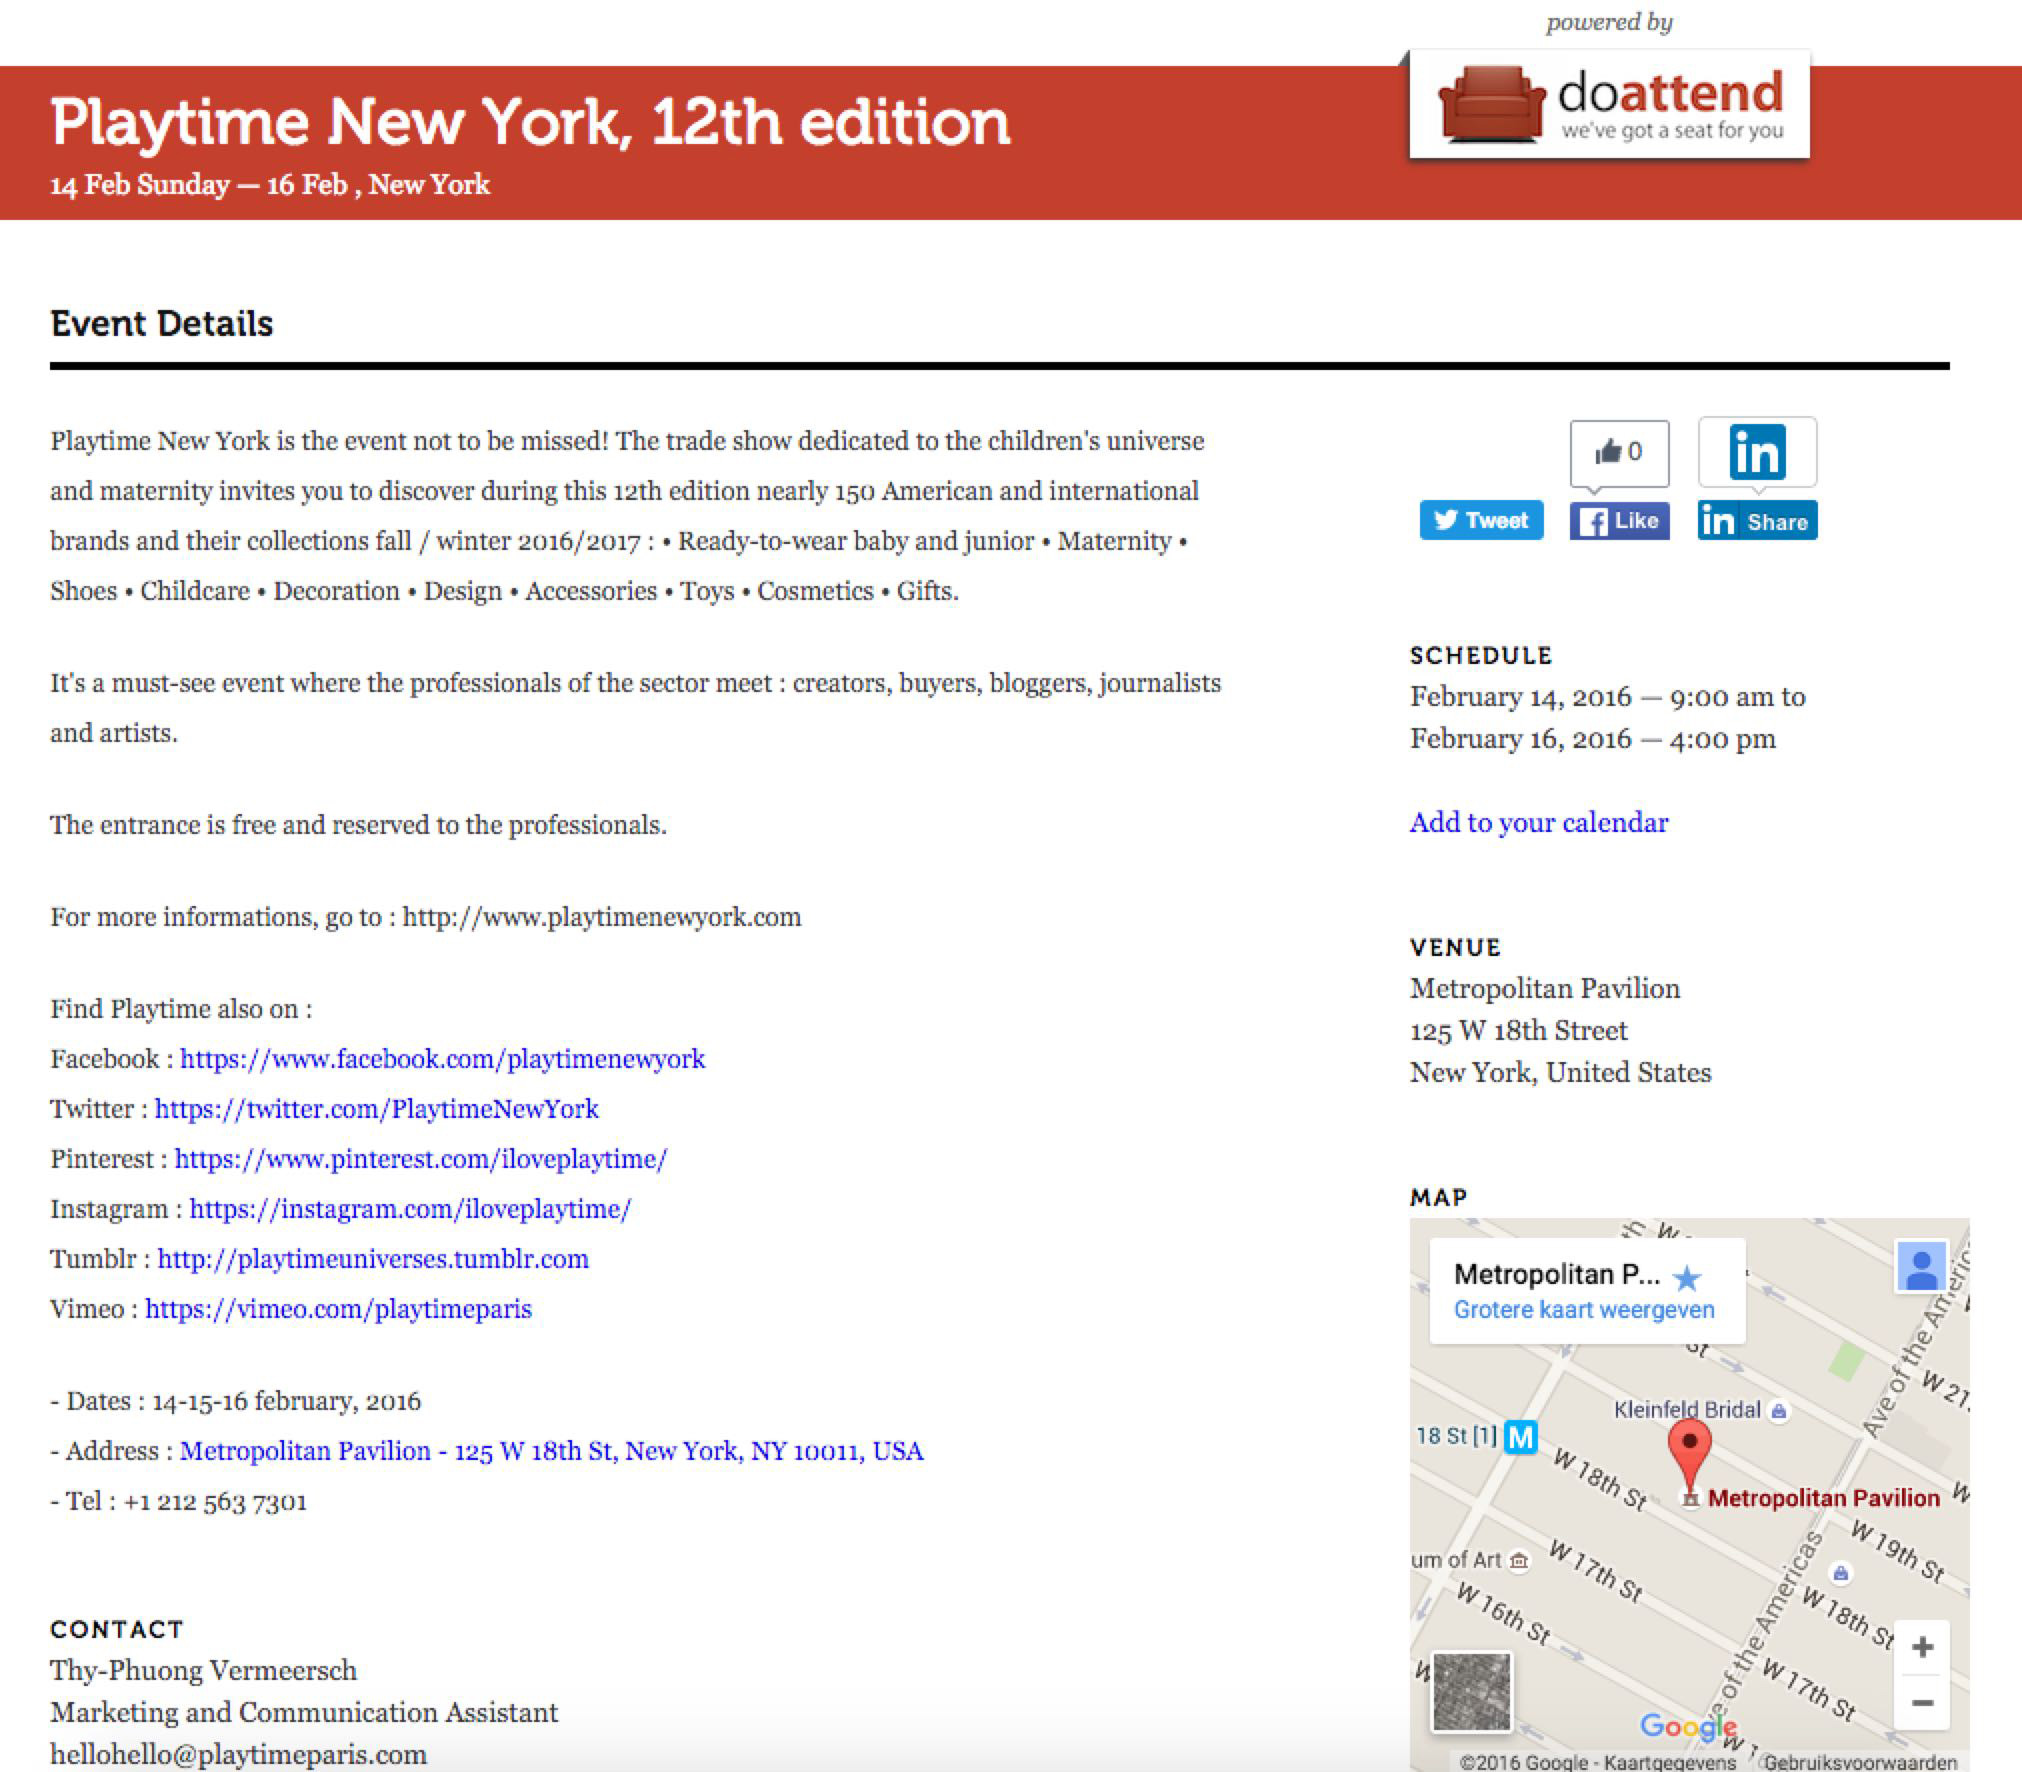 powered by
doattend
we've got a seat for you
Playtime New York, 12th edition
14 Feb Sunday — 16 Feb , New York
Event Details
Playtime New York is the event not to be missed! The trade show dedicated to the children's universe
and maternity invites you to discover during this 12th edition nearly 150 American and international
brands and their collections fall / winter 2016/2017 : • Ready-to-wear baby and junior • Maternity •
Shoes • Childcare • Decoration • Design • Accessories • Toys • Cosmetics • Gifts.
It's a must-see event where the professionals of the sector meet : creators, buyers, bloggers, journalists
and artists.
The entrance is free and reserved to the professionals.
For more informations, go to : http://www.playtimenewyork.com
Find Playtime also on :
Facebook : https://www.facebook.com/playtimenewyork
Twitter : https://twitter.com/PlaytimeNewYork
Pinterest : https://www.pinterest.com/iloveplaytime/
Instagram : https://instagram.com/iloveplaytime/
Tumblr : http://playtimeuniverses.tumblr.com
Vimeo : https://vimeo.com/playtimeparis
- Dates : 14-15-16 february, 2016
- Address : Metropolitan Pavilion - 125 W 18th St, New York, NY 10011, USA
- Tel : +1 212 563 7301
CONTACT
Thy-Phuong Vermeersch
Marketing and Communication Assistant
hellohello@playtimeparis.com
0
in
Tweet
Like
in Share
SCHEDULE
February 14, 2016 — 9:00 am to
February 16, 2016 — 4:00 pm
Add to your calendar
VENUE
Metropolitan Pavilion
125 W 18th Street
New York, United States
MAP
Metropolitan P...
Grotere kaart weergeven
th
W
St
Ave of the Americ
W 21
Kleinfeld Bridal
18 St [1] M
W 18th St
Metropolitan Pavilion
W
W 19th St
um of Art
W 17th St
W 16th St
W 18th St
W 17th St
e of the Americas
W
+
−
Google
W 1
©2016 Google - Kaartgegevens
Gebruiksvoorwaarden